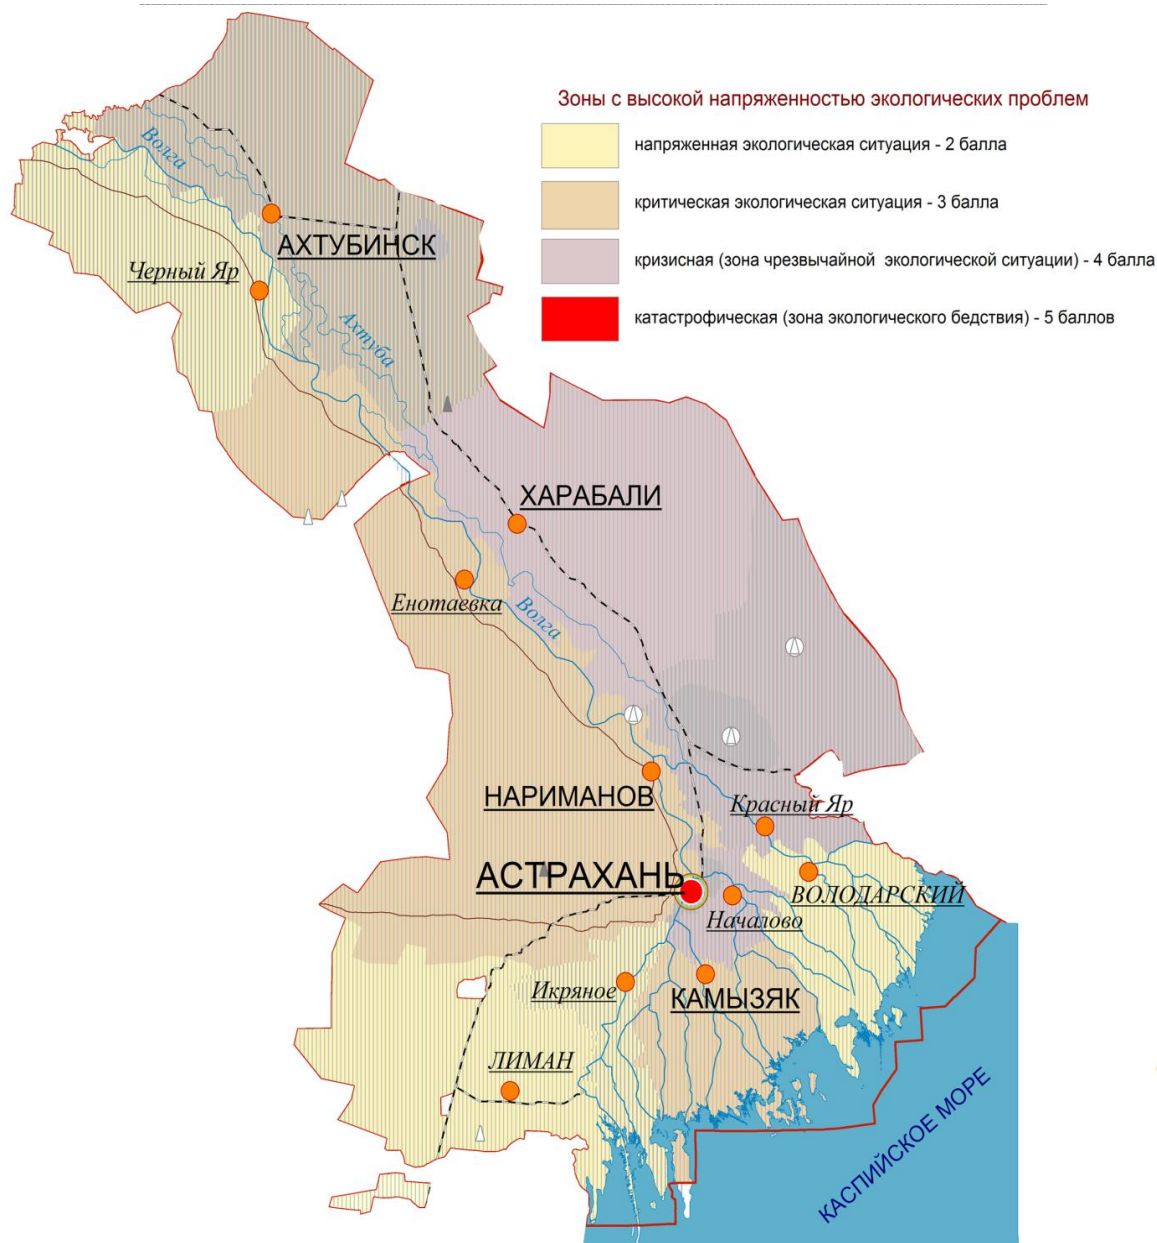 Зоны с высокой напряженностью экологических проблем
напряженная экологическая ситуация - 2 балла
критическая экологическая ситуация - 3 балла
кризисная (зона чрезвычайной экологической ситуации) - 4 балла
катастрофическая (зона экологического бедствия) - 5 баллов
Волга
АХТУБИНСК
Черный Яр
Ахтуба
ХАРАБАЛИ
Енотаевка
Волга
НАРИМАНОВ
Красный Яр
АСТРАХАНЬ
ВОЛОДАРСКИЙ
Началово
Икряное
КАМЫЗЯК
ЛИМАН
КАСПИЙСКОЕ МОРЕ